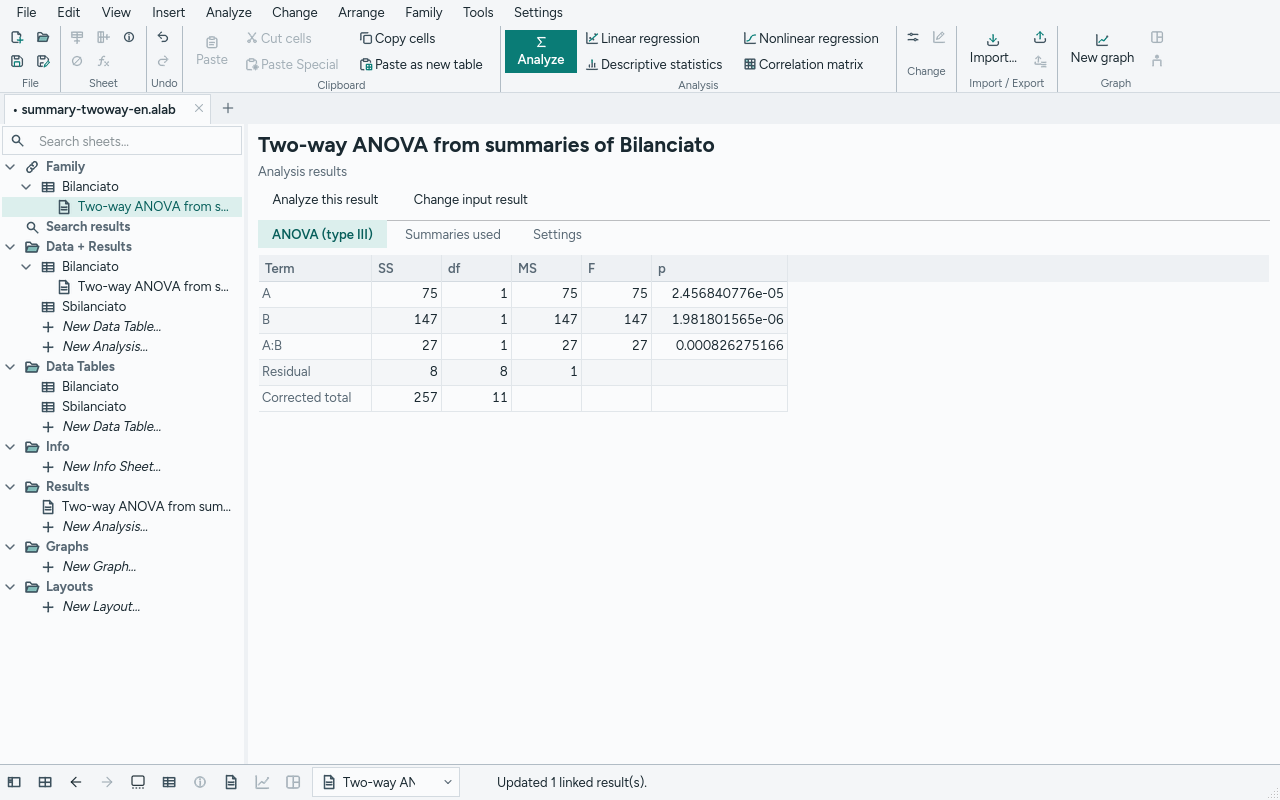 File Edit View Insert Analyze Change Arrange Family Tools Settings
Cut cells Copy cells Linear regression Nonlinear regression
Paste Paste Special Paste as new table Σ Analyze Descriptive statistics Correlation matrix Import... New graph
File Sheet Undo Clipboard Analysis Change Import / Export Graph
• summary-twoway-en.alab
Search sheets...
Family
Bilanciato
Two-way ANOVA from s...
Search results
Data + Results
Bilanciato
Two-way ANOVA from s...
Sbilanciato
New Data Table...
New Analysis...
Data Tables
Bilanciato
Sbilanciato
New Data Table...
Info
New Info Sheet...
Results
Two-way ANOVA from sum...
New Analysis...
Graphs
New Graph...
Layouts
New Layout...
Two-way ANOVA from summaries of Bilanciato
Analysis results
Analyze this result Change input result
ANOVA (type III) Summaries used Settings
Term SS df MS F p
A 75 1 75 75 2.456840776e-05
B 147 1 147 147 1.981801565e-06
A:B 27 1 27 27 0.000826275166
Residual 8 8 1
Corrected total 257 11
Two-way AN Updated 1 linked result(s).